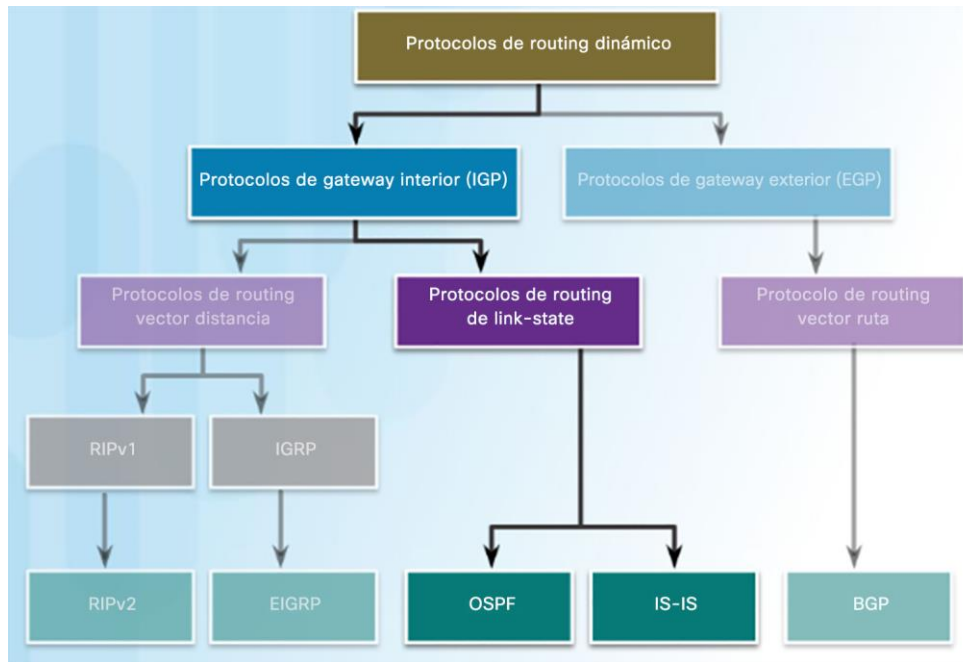 Protocolos de routing dinámico
Protocolos de gateway interior (IGP)
Protocolos de gateway exterior (EGP)
Protocolos de routing
vector distancia
Protocolos de routing
de link-state
Protocolo de routing
vector ruta
RIPv1
IGRP
RIPv2
EIGRP
OSPF
IS-IS
BGP